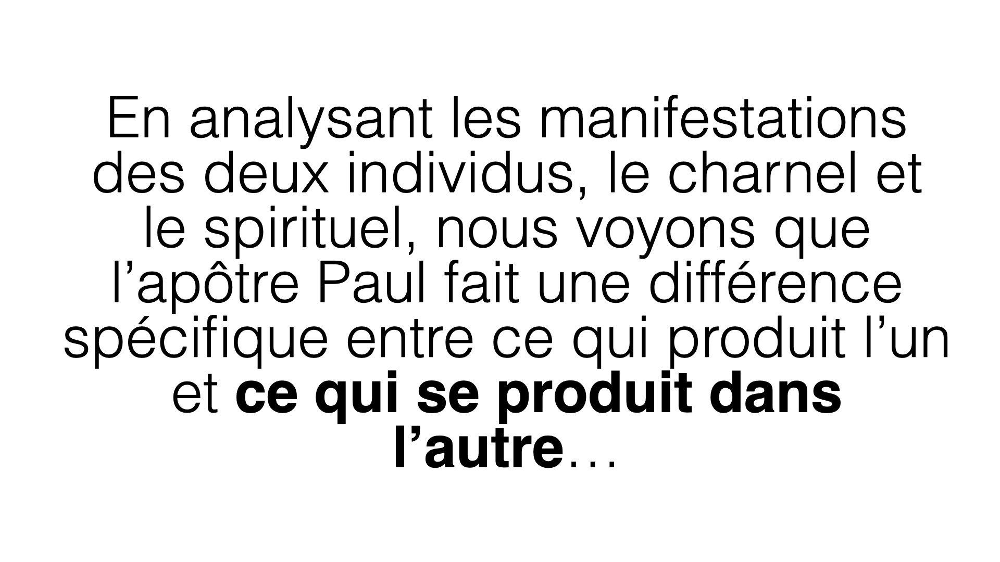 En analysant les manifestations
des deux individus, le charnel et
le spirituel, nous voyons que
l’apôtre Paul fait une différence
spécifique entre ce qui produit l’un
et ce qui se produit dans
l’autre…